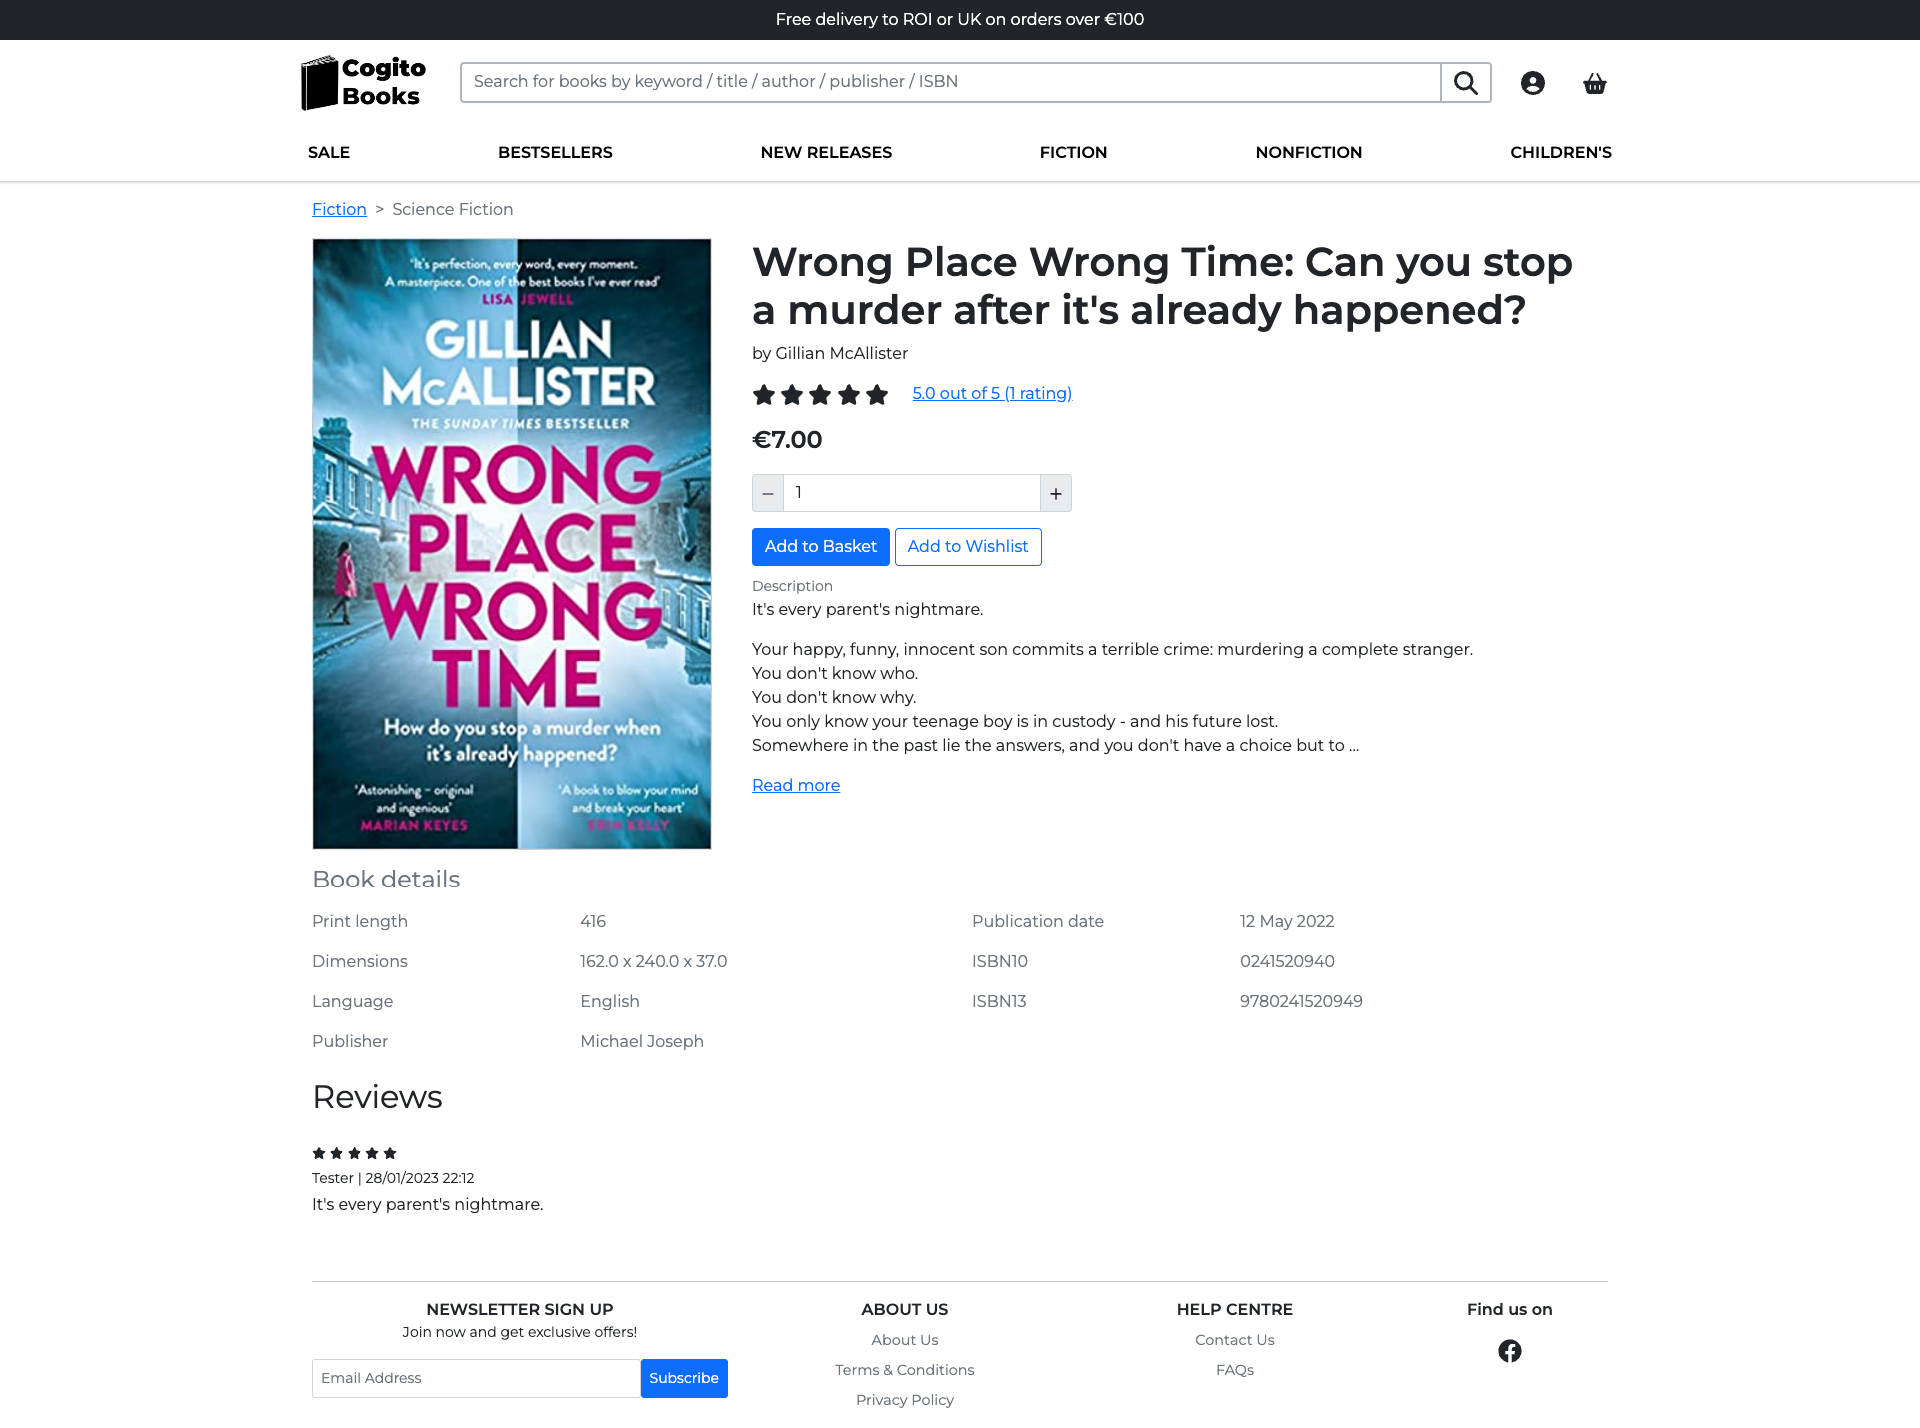 Free delivery to ROI or UK on orders over €100
Cogito
Books
Search for books by keyword / title / author / publisher / ISBN
SALE
BESTSELLERS
NEW RELEASES
FICTION
NONFICTION
CHILDREN'S
Fiction > Science Fiction
'It's perfection, every word, every moment.
A masterpiece. One of the best books I've ever read'
LISA JEWELL
GILLIAN
McALLISTER
THE SUNDAY TIMES BESTSELLER
WRONG
PLACE
WRONG
TIME
How do you stop a murder when
it's already happened?
'Astonishing – original
and ingenious'
MARIAN KEYES
'A book to blow your mind
and break your heart'
ERIN KELLY
Wrong Place Wrong Time: Can you stop
a murder after it's already happened?
by Gillian McAllister
5.0 out of 5 (1 rating)
€7.00
− 1 +
Add to Basket
Add to Wishlist
Description
It's every parent's nightmare.
Your happy, funny, innocent son commits a terrible crime: murdering a complete stranger.
You don't know who.
You don't know why.
You only know your teenage boy is in custody - and his future lost.
Somewhere in the past lie the answers, and you don't have a choice but to ...
Read more
Book details
Print length 416
Publication date 12 May 2022
Dimensions 162.0 x 240.0 x 37.0
ISBN10 0241520940
Language English
ISBN13 9780241520949
Publisher Michael Joseph
Reviews
Tester | 28/01/2023 22:12
It's every parent's nightmare.
NEWSLETTER SIGN UP
Join now and get exclusive offers!
Email Address
Subscribe
ABOUT US
About Us
Terms & Conditions
Privacy Policy
HELP CENTRE
Contact Us
FAQs
Find us on